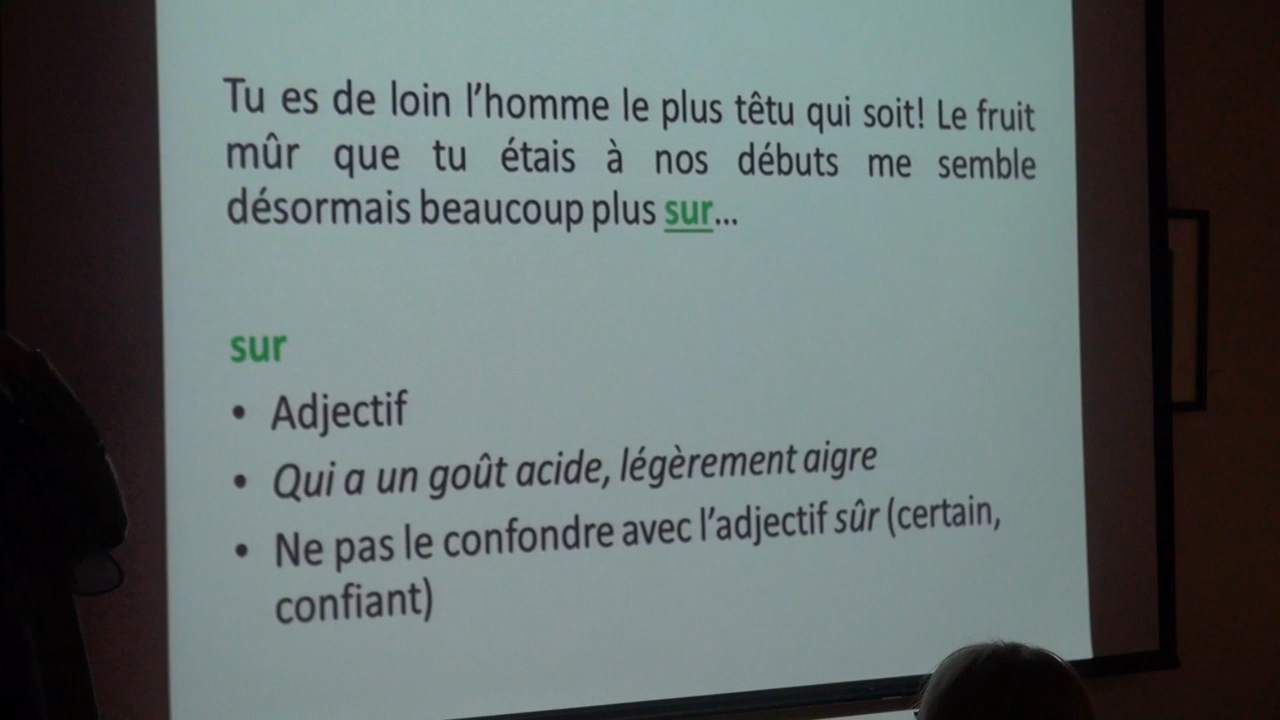 Tu es de loin l'homme le plus têtu qui soit! Le fruit
mûr que tu étais à nos débuts me semble
désormais beaucoup plus sur...
sur
• Adjectif
• Qui a un goût acide, légèrement aigre
• Ne pas le confondre avec l'adjectif sûr (certain,
confiant)